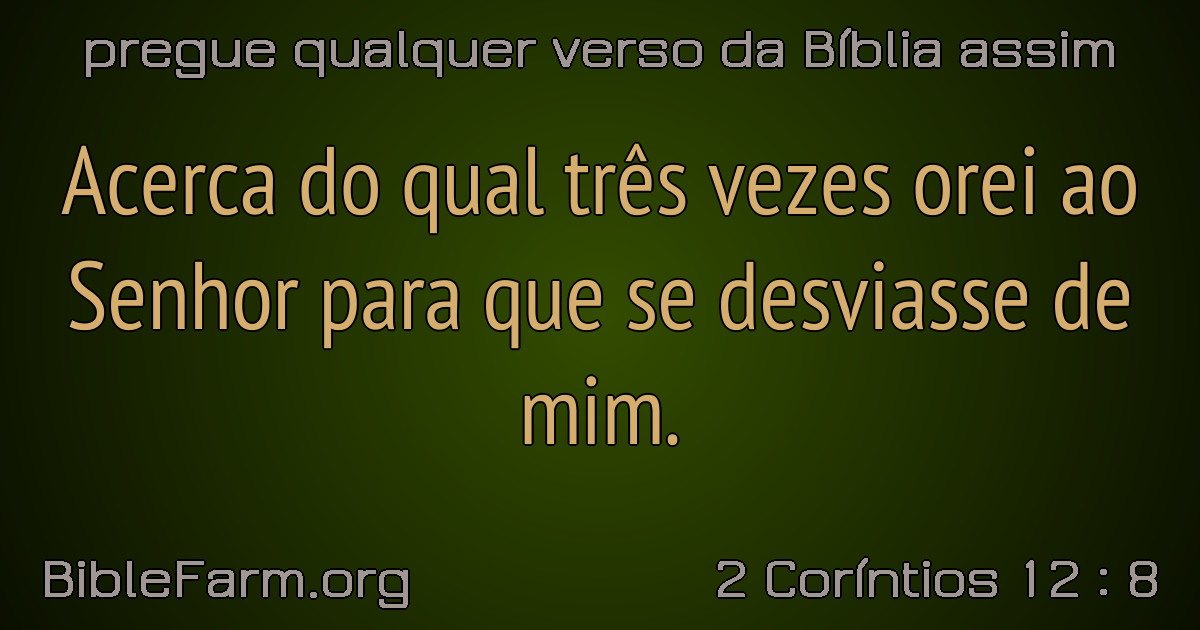 pregue qualquer verso da Bíblia assim
Acerca do qual três vezes orei ao
Senhor para que se desviasse de
mim.
BibleFarm.org
2 Coríntios 12 : 8